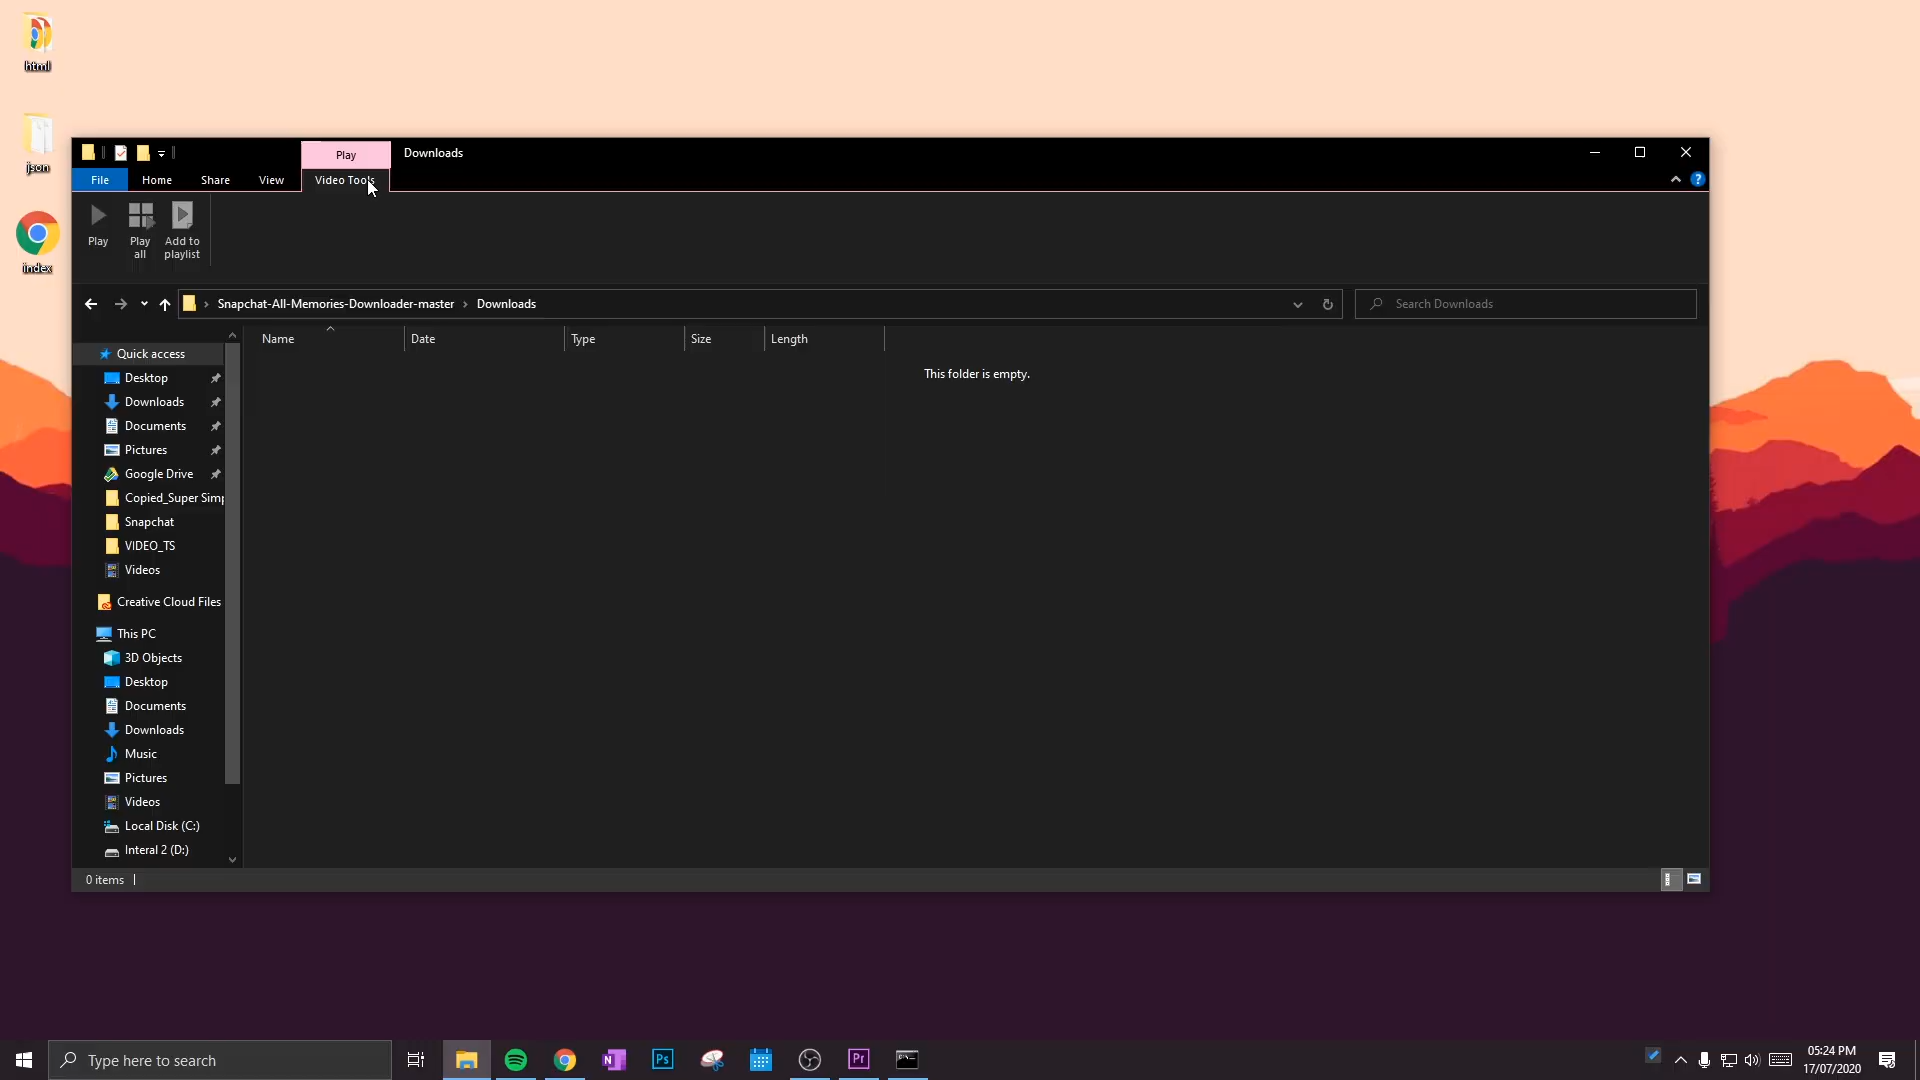 html
json
index
Play
Downloads
File
Home
Share
View
Video Tools
?
Play
Play
all
Add to
playlist
Snapchat-All-Memories-Downloader-master
Downloads
Search Downloads
Name
Date
Type
Size
Length
This folder is empty.
Quick access
Desktop
Downloads
Documents
Pictures
Google Drive
Copied_Super Simp
Snapchat
VIDEO_TS
Videos
Creative Cloud Files
This PC
3D Objects
Desktop
Documents
Downloads
Music
Pictures
Videos
Local Disk (C:)
Interal 2 (D:)
0 items
Type here to search
N
Ps
Pr
05:24 PM
17/07/2020